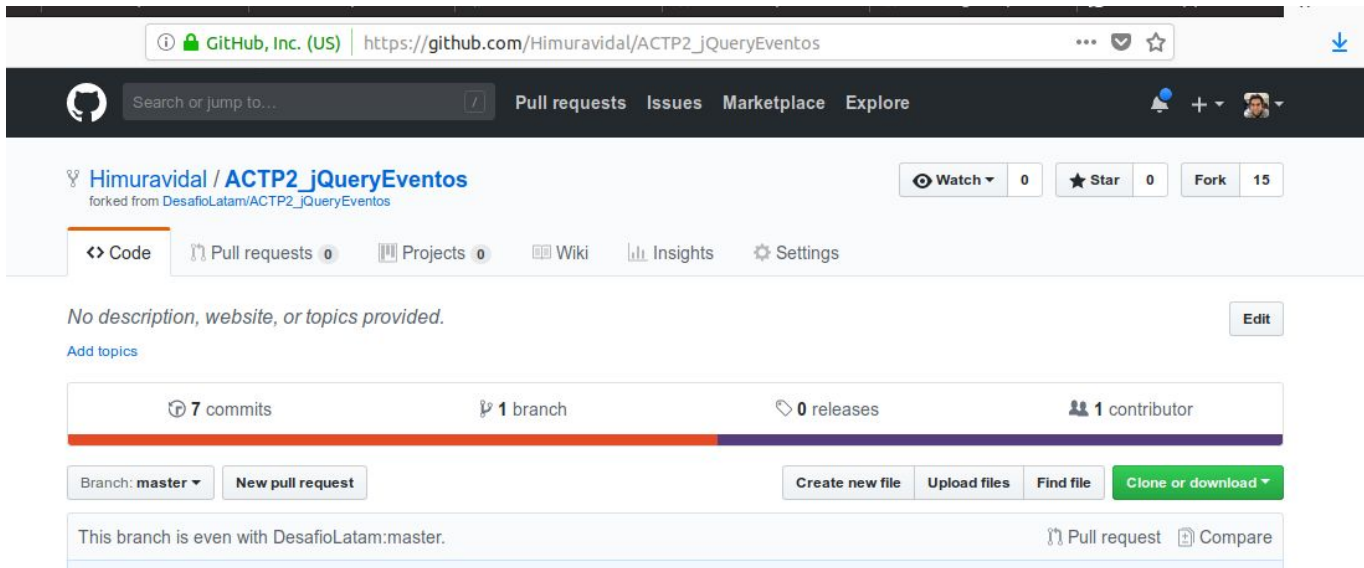 GitHub, Inc. (US) https://github.com/Himuravidal/ACTP2_jQueryEventos
Search or jump to... / Pull requests Issues Marketplace Explore
Himuravidal / ACTP2_jQueryEventos Watch 0 Star 0 Fork 15
forked from DesafioLatam/ACTP2_jQueryEventos
Code Pull requests 0 Projects 0 Wiki Insights Settings
No description, website, or topics provided. Edit
Add topics
7 commits 1 branch 0 releases 1 contributor
Branch: master New pull request Create new file Upload files Find file Clone or download
This branch is even with DesafioLatam:master. Pull request Compare